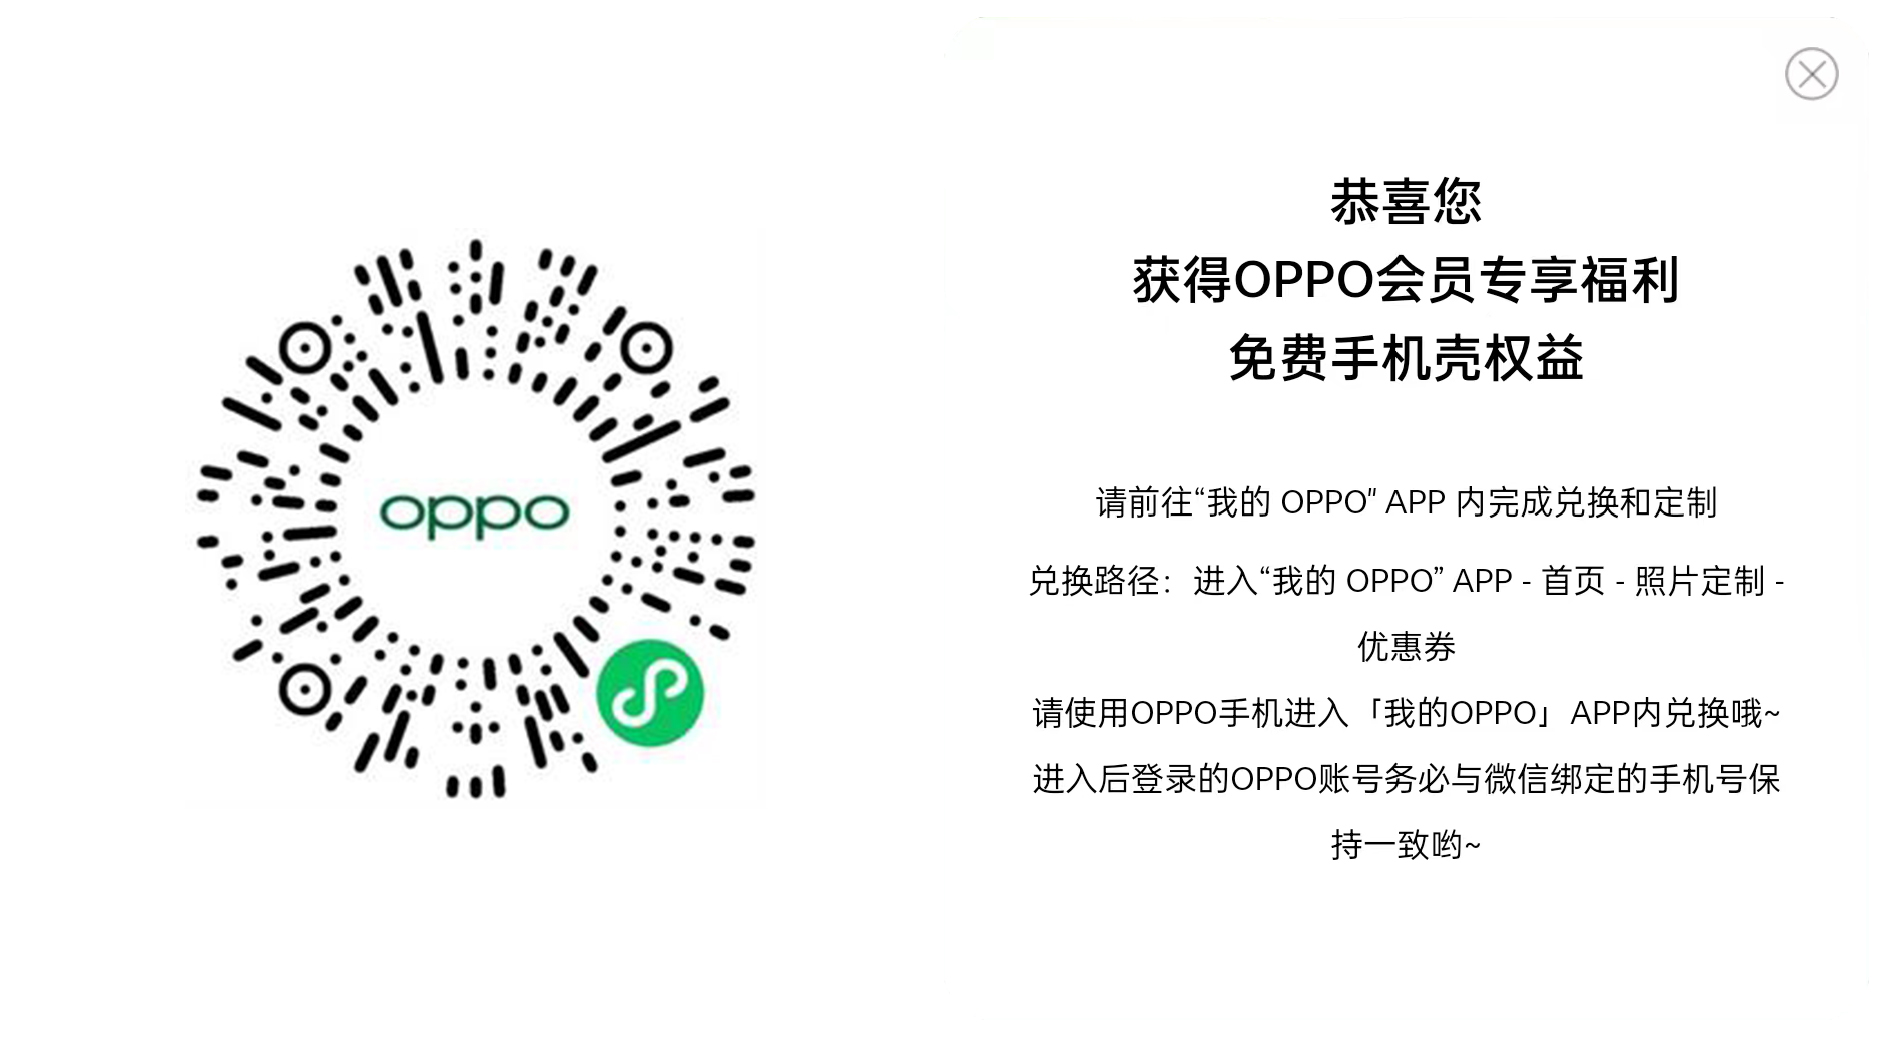 oppo
恭喜您
获得OPPO会员专享福利
免费手机壳权益
请前往“我的 OPPO" APP 内完成兑换和定制
兑换路径：进入“我的 OPPO” APP - 首页 - 照片定制 -
优惠券
请使用OPPO手机进入「我的OPPO」APP内兑换哦~
进入后登录的OPPO账号务必与微信绑定的手机号保
持一致哟~